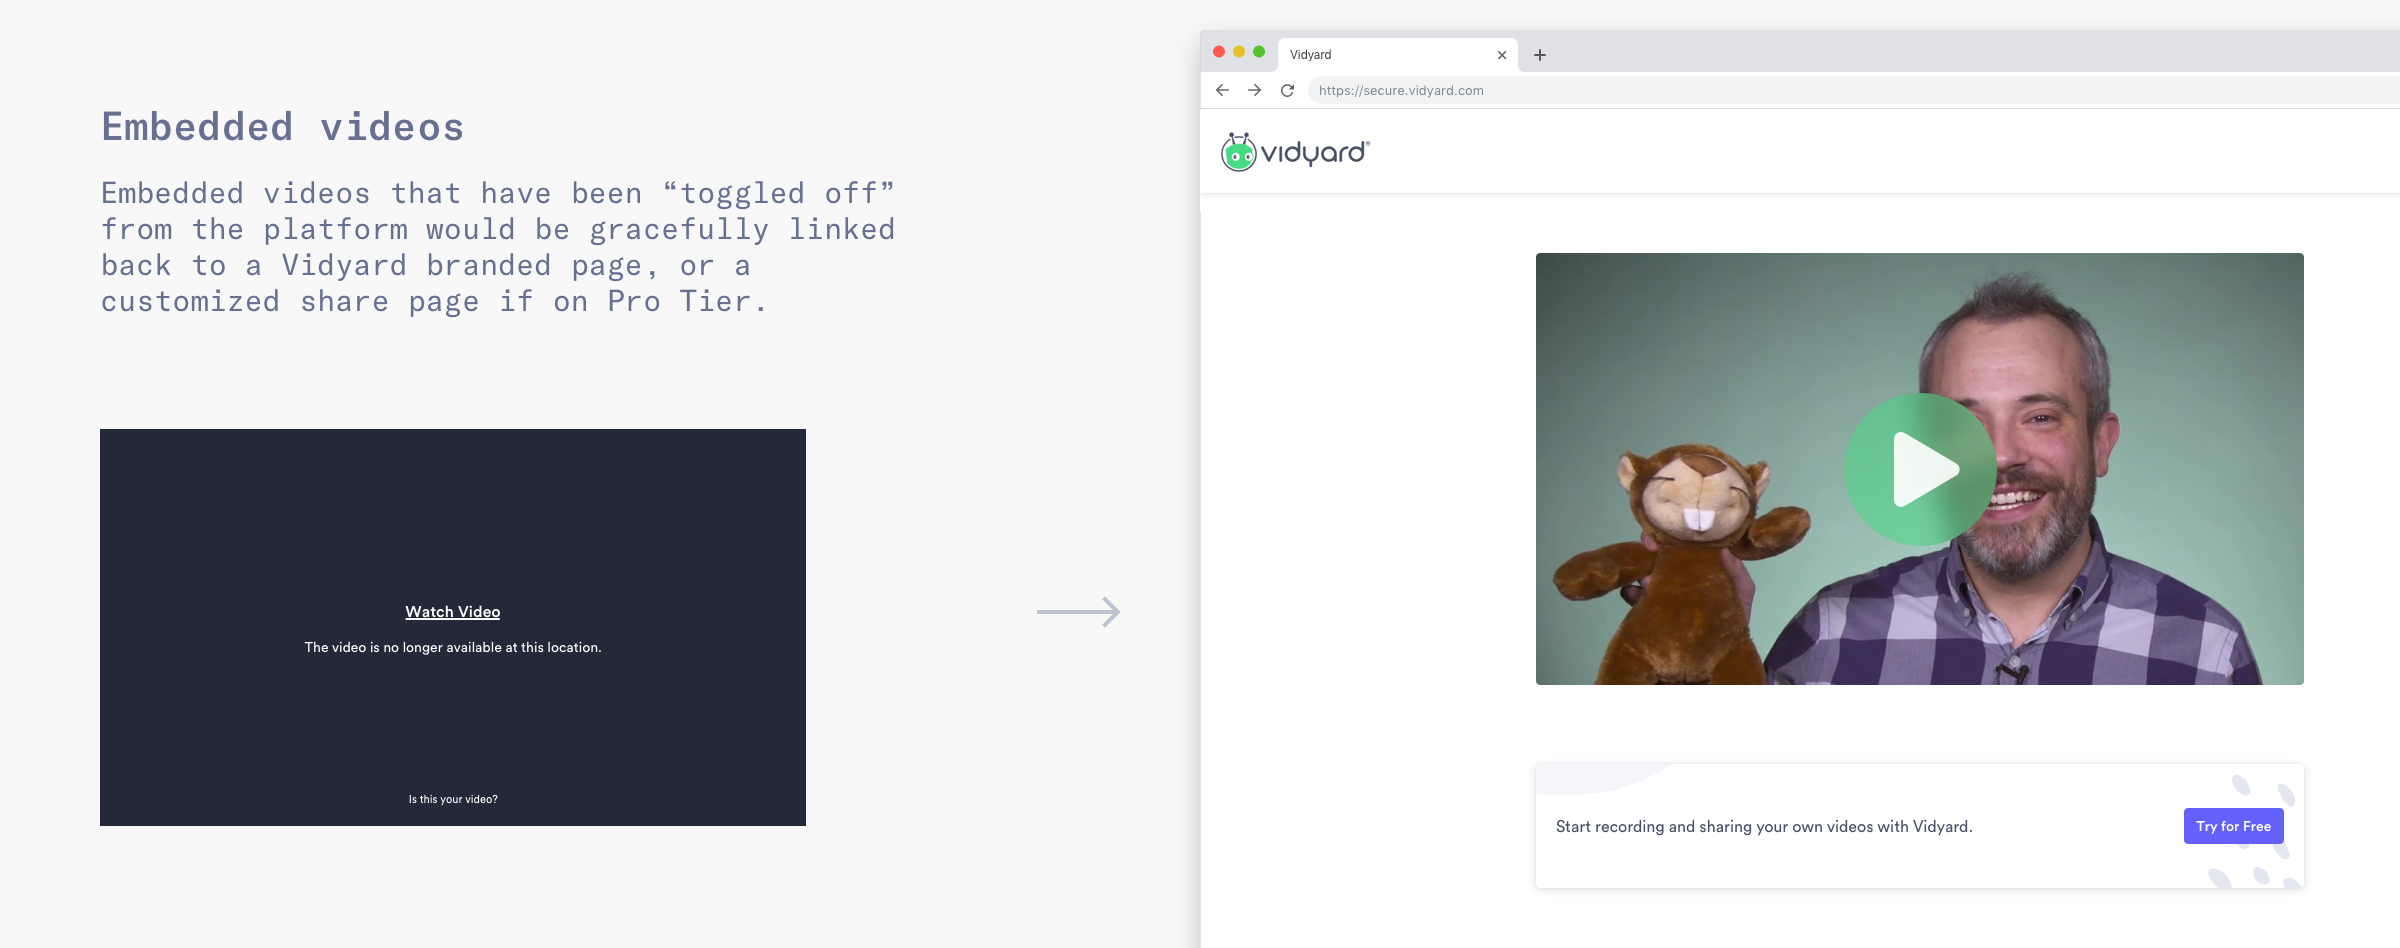 Embedded videos
Embedded videos that have been “toggled off”
from the platform would be gracefully linked
back to a Vidyard branded page, or a
customized share page if on Pro Tier.
Watch Video
The video is no longer available at this location.
Is this your video?
Vidyard
https://secure.vidyard.com
vidyard®
Start recording and sharing your own videos with Vidyard.
Try for Free